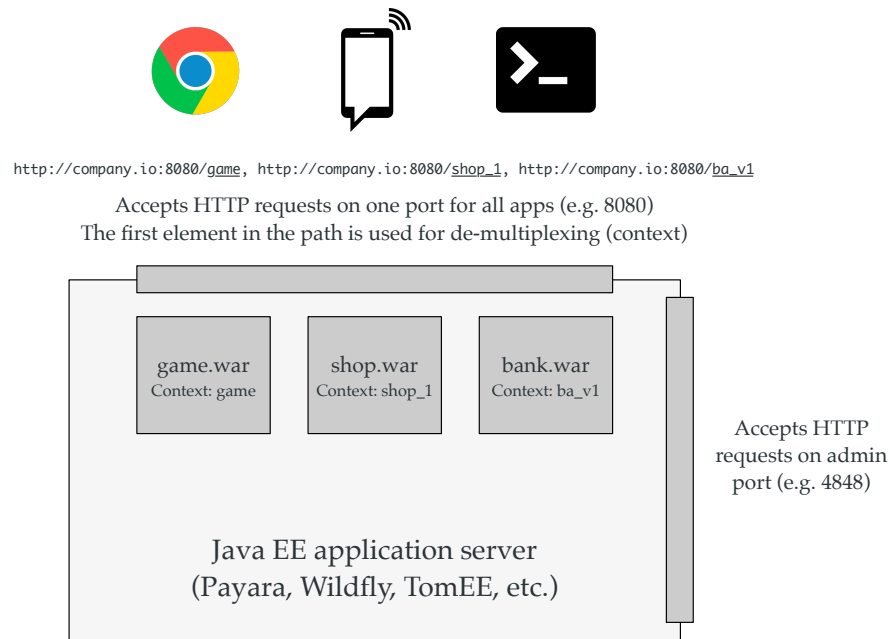 http://company.io:8080/game, http://company.io:8080/shop_1, http://company.io:8080/ba_v1
Accepts HTTP requests on one port for all apps (e.g. 8080)
The first element in the path is used for de-multiplexing (context)
game.war
Context: game
shop.war
Context: shop_1
bank.war
Context: ba_v1
Accepts HTTP
requests on admin
port (e.g. 4848)
Java EE application server
(Payara, Wildfly, TomEE, etc.)